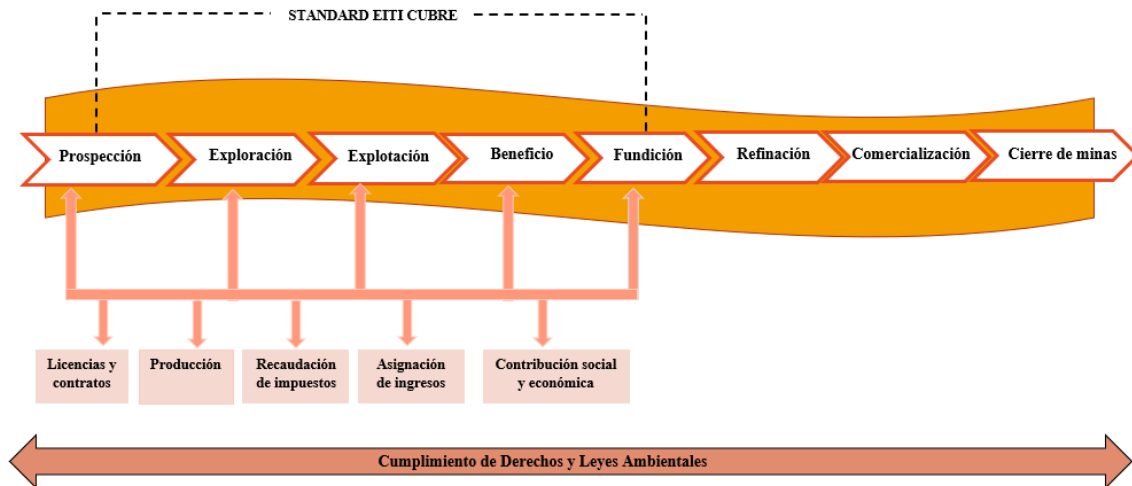 STANDARD EITI CUBRE
Prospección
Exploración
Explotación
Beneficio
Fundición
Refinación
Comercialización
Cierre de minas
Licencias y
contratos
Producción
Recaudación
de impuestos
Asignación
de ingresos
Contribución social
y económica
Cumplimiento de Derechos y Leyes Ambientales